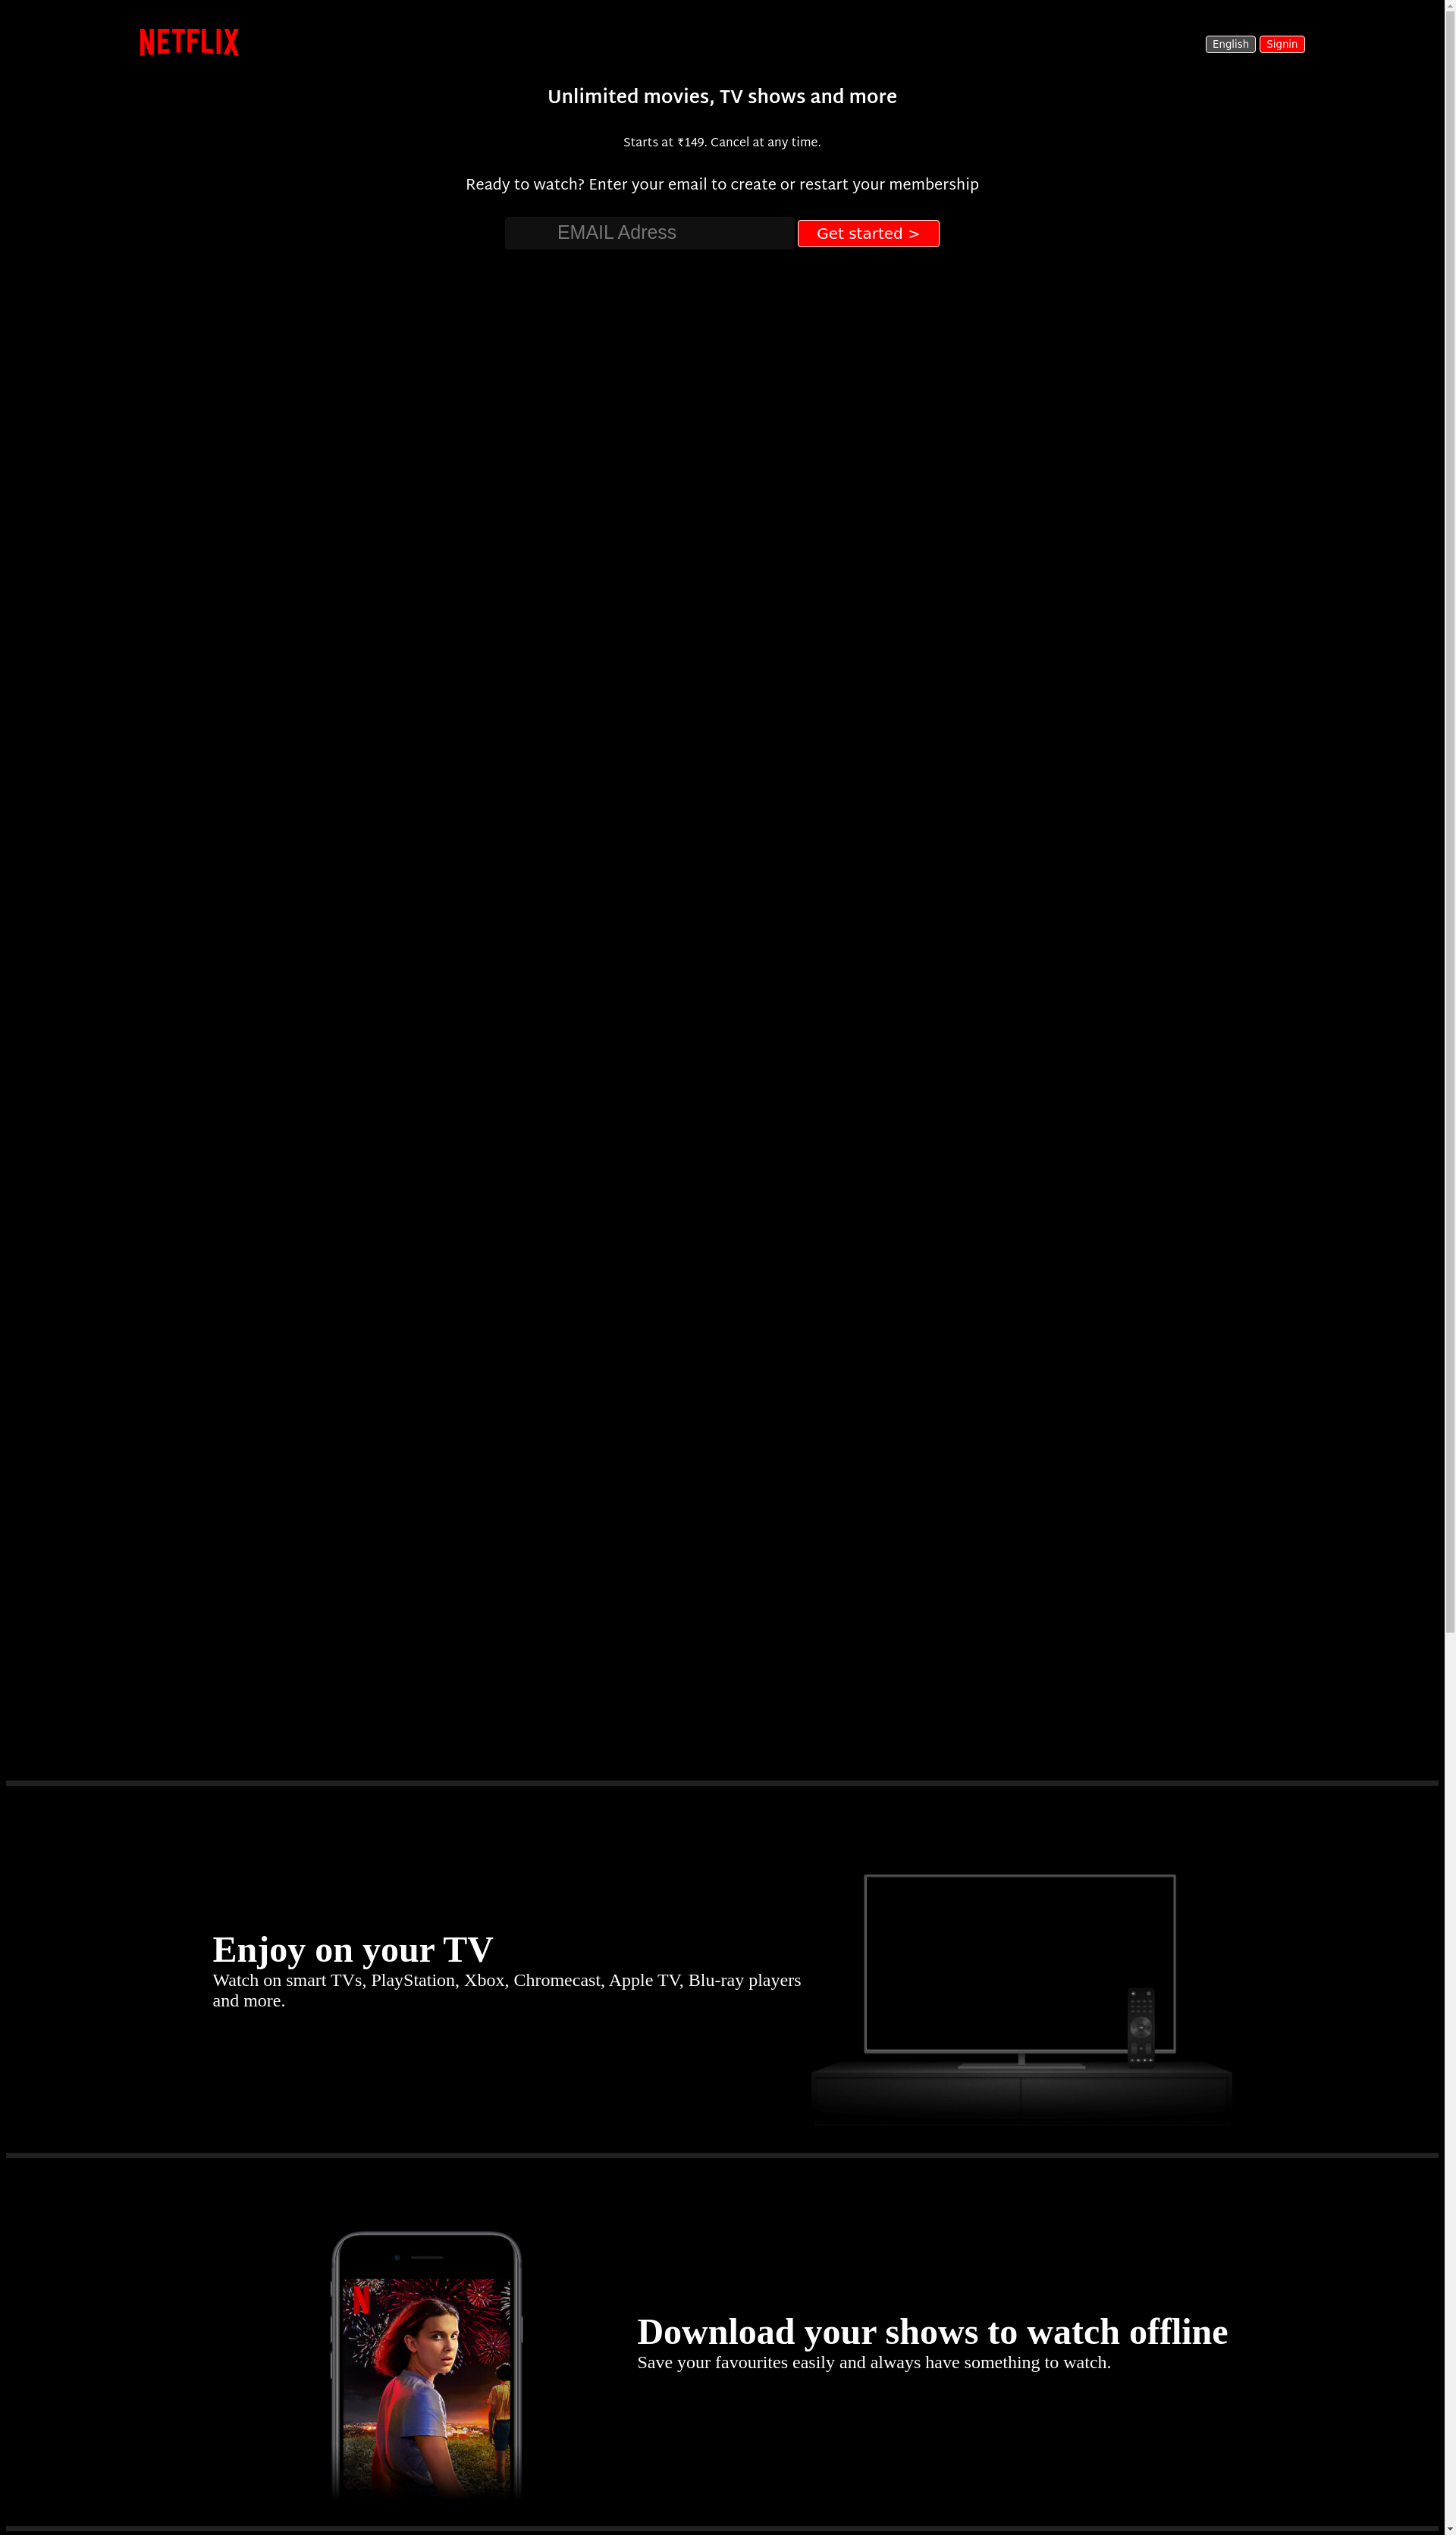 NETFLIX
English Signin
Unlimited movies, TV shows and more
Starts at ₹149. Cancel at any time.
Ready to watch? Enter your email to create or restart your membership
EMAIL Adress Get started >
Enjoy on your TV
Watch on smart TVs, PlayStation, Xbox, Chromecast, Apple TV, Blu-ray players
and more.
N
Download your shows to watch offline
Save your favourites easily and always have something to watch.